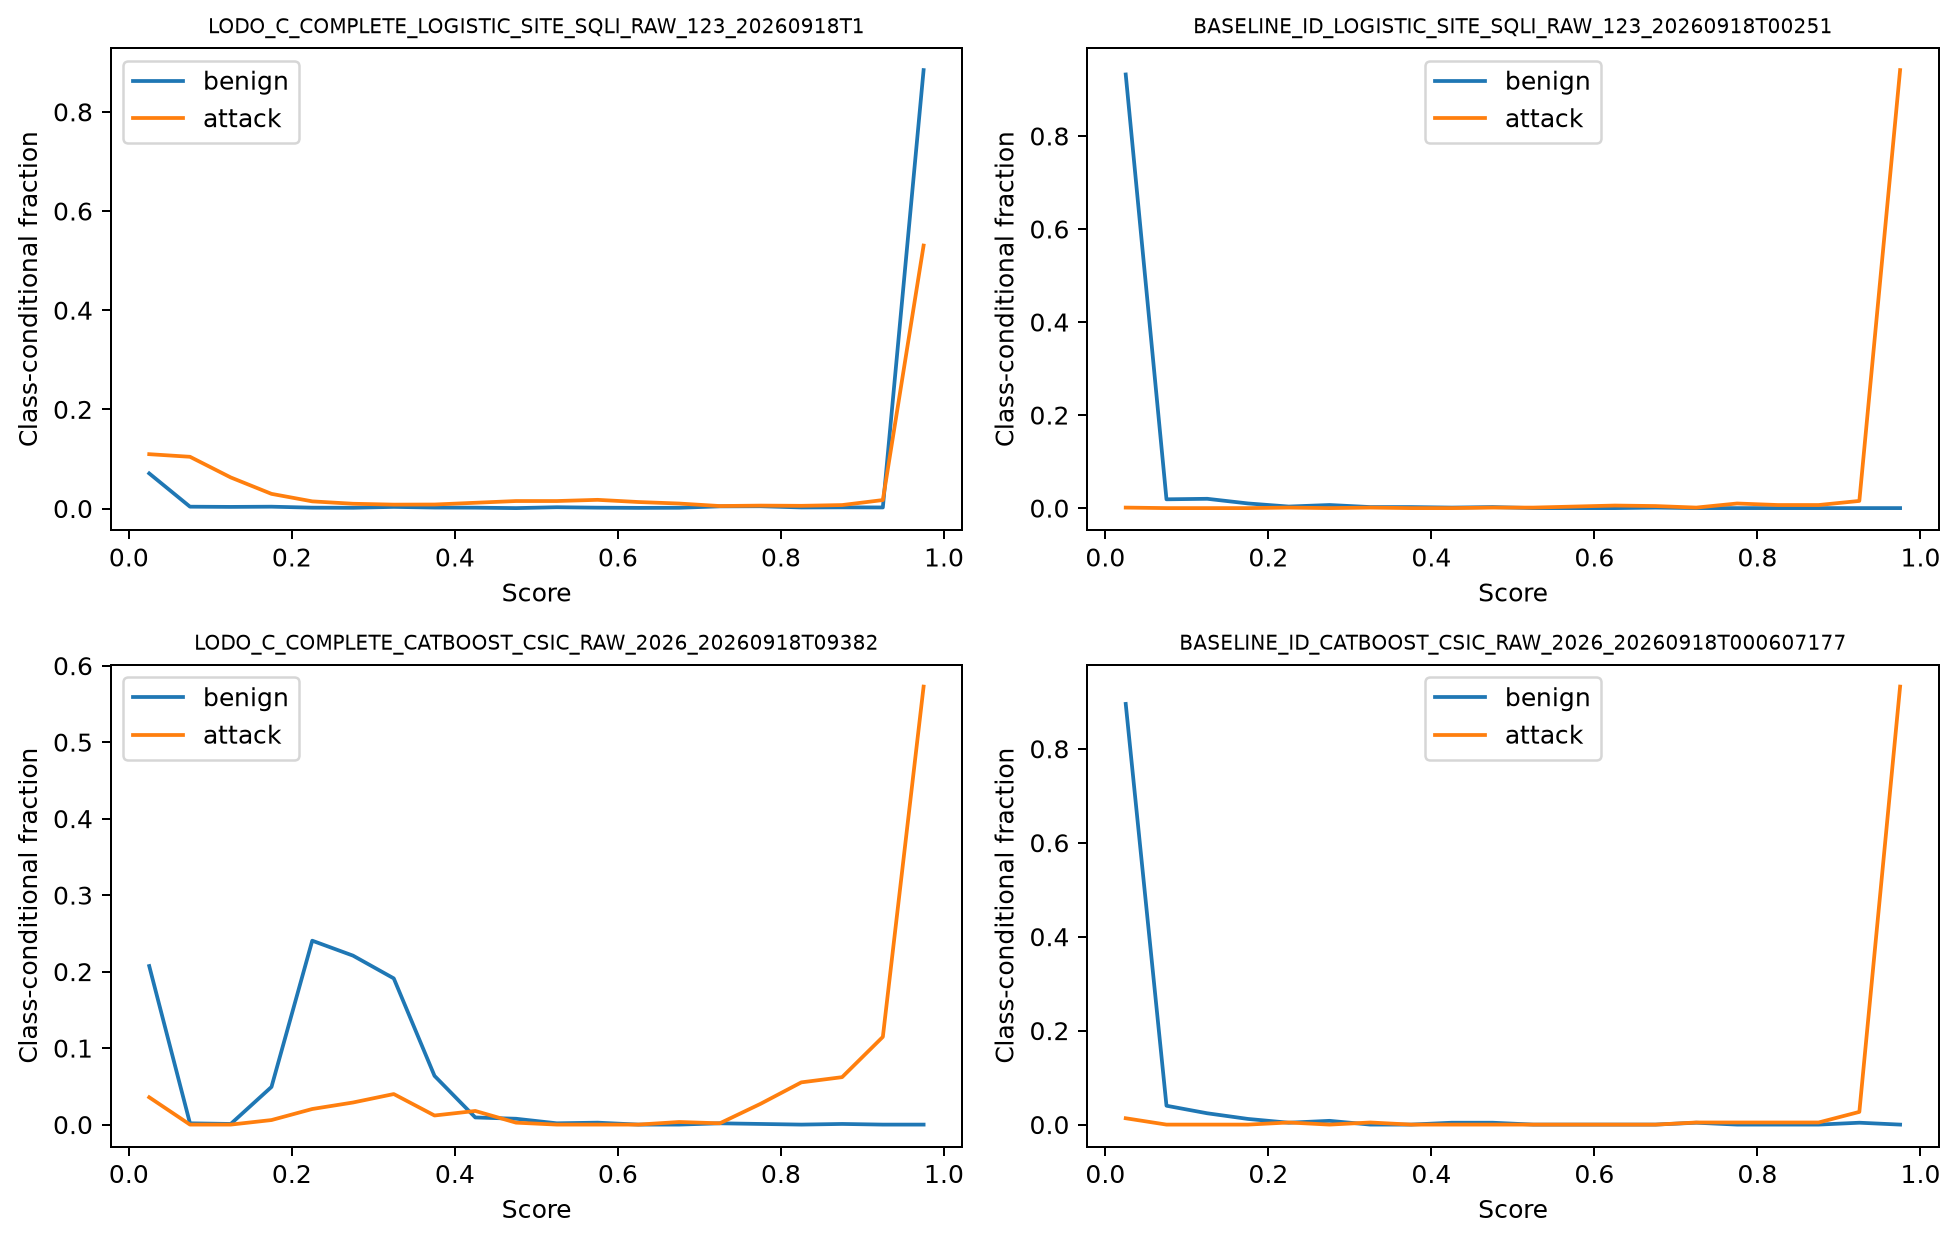 LODO_C_COMPLETE_LOGISTIC_SITE_SQLI_RAW_123_20260918T1
benign
attack
Class-conditional fraction
0.8
0.6
0.4
0.2
0.0
0.0 0.2 0.4 0.6 0.8 1.0
Score
BASELINE_ID_LOGISTIC_SITE_SQLI_RAW_123_20260918T00251
benign
attack
Class-conditional fraction
0.8
0.6
0.4
0.2
0.0
0.0 0.2 0.4 0.6 0.8 1.0
Score
LODO_C_COMPLETE_CATBOOST_CSIC_RAW_2026_20260918T09382
benign
attack
Class-conditional fraction
0.6
0.5
0.4
0.3
0.2
0.1
0.0
0.0 0.2 0.4 0.6 0.8 1.0
Score
BASELINE_ID_CATBOOST_CSIC_RAW_2026_20260918T000607177
benign
attack
Class-conditional fraction
0.8
0.6
0.4
0.2
0.0
0.0 0.2 0.4 0.6 0.8 1.0
Score